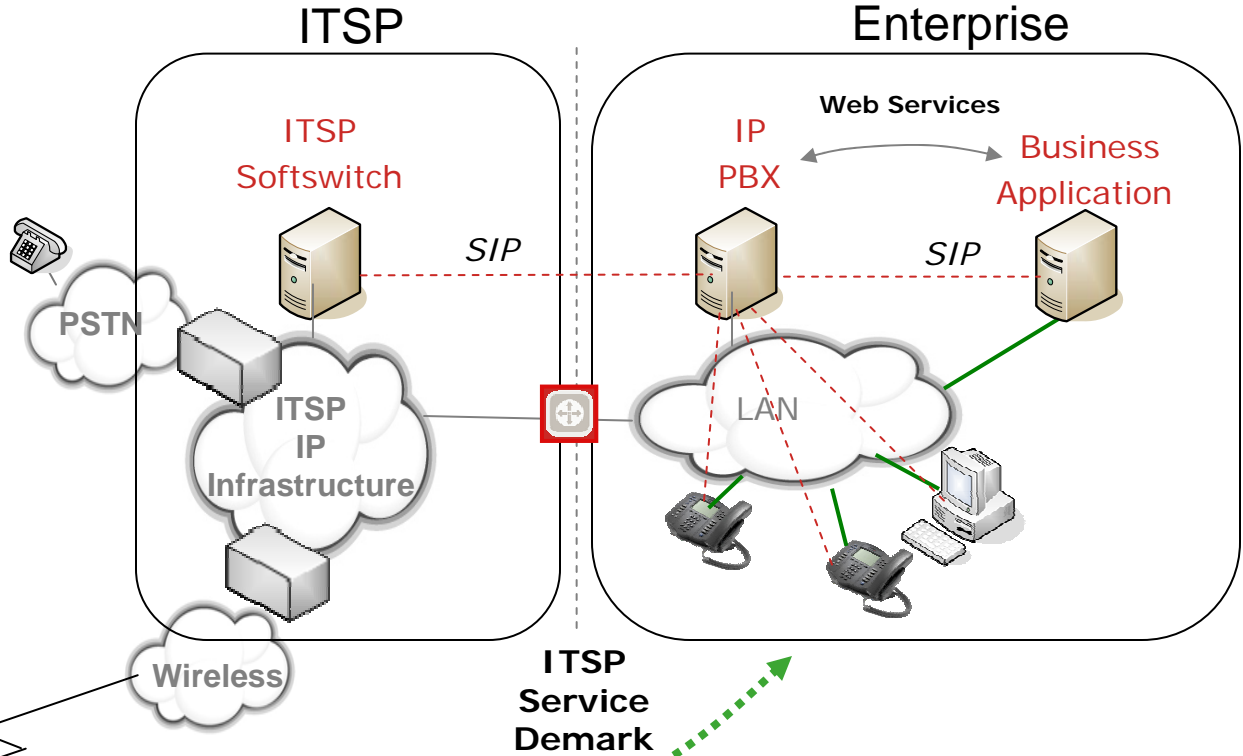 ITSP
Enterprise
ITSP
Softswitch
SIP
IP
PBX
Web Services
Business
Application
SIP
PSTN
ITSP
IP
Infrastructure
LAN
Wireless
ITSP
Service
Demark